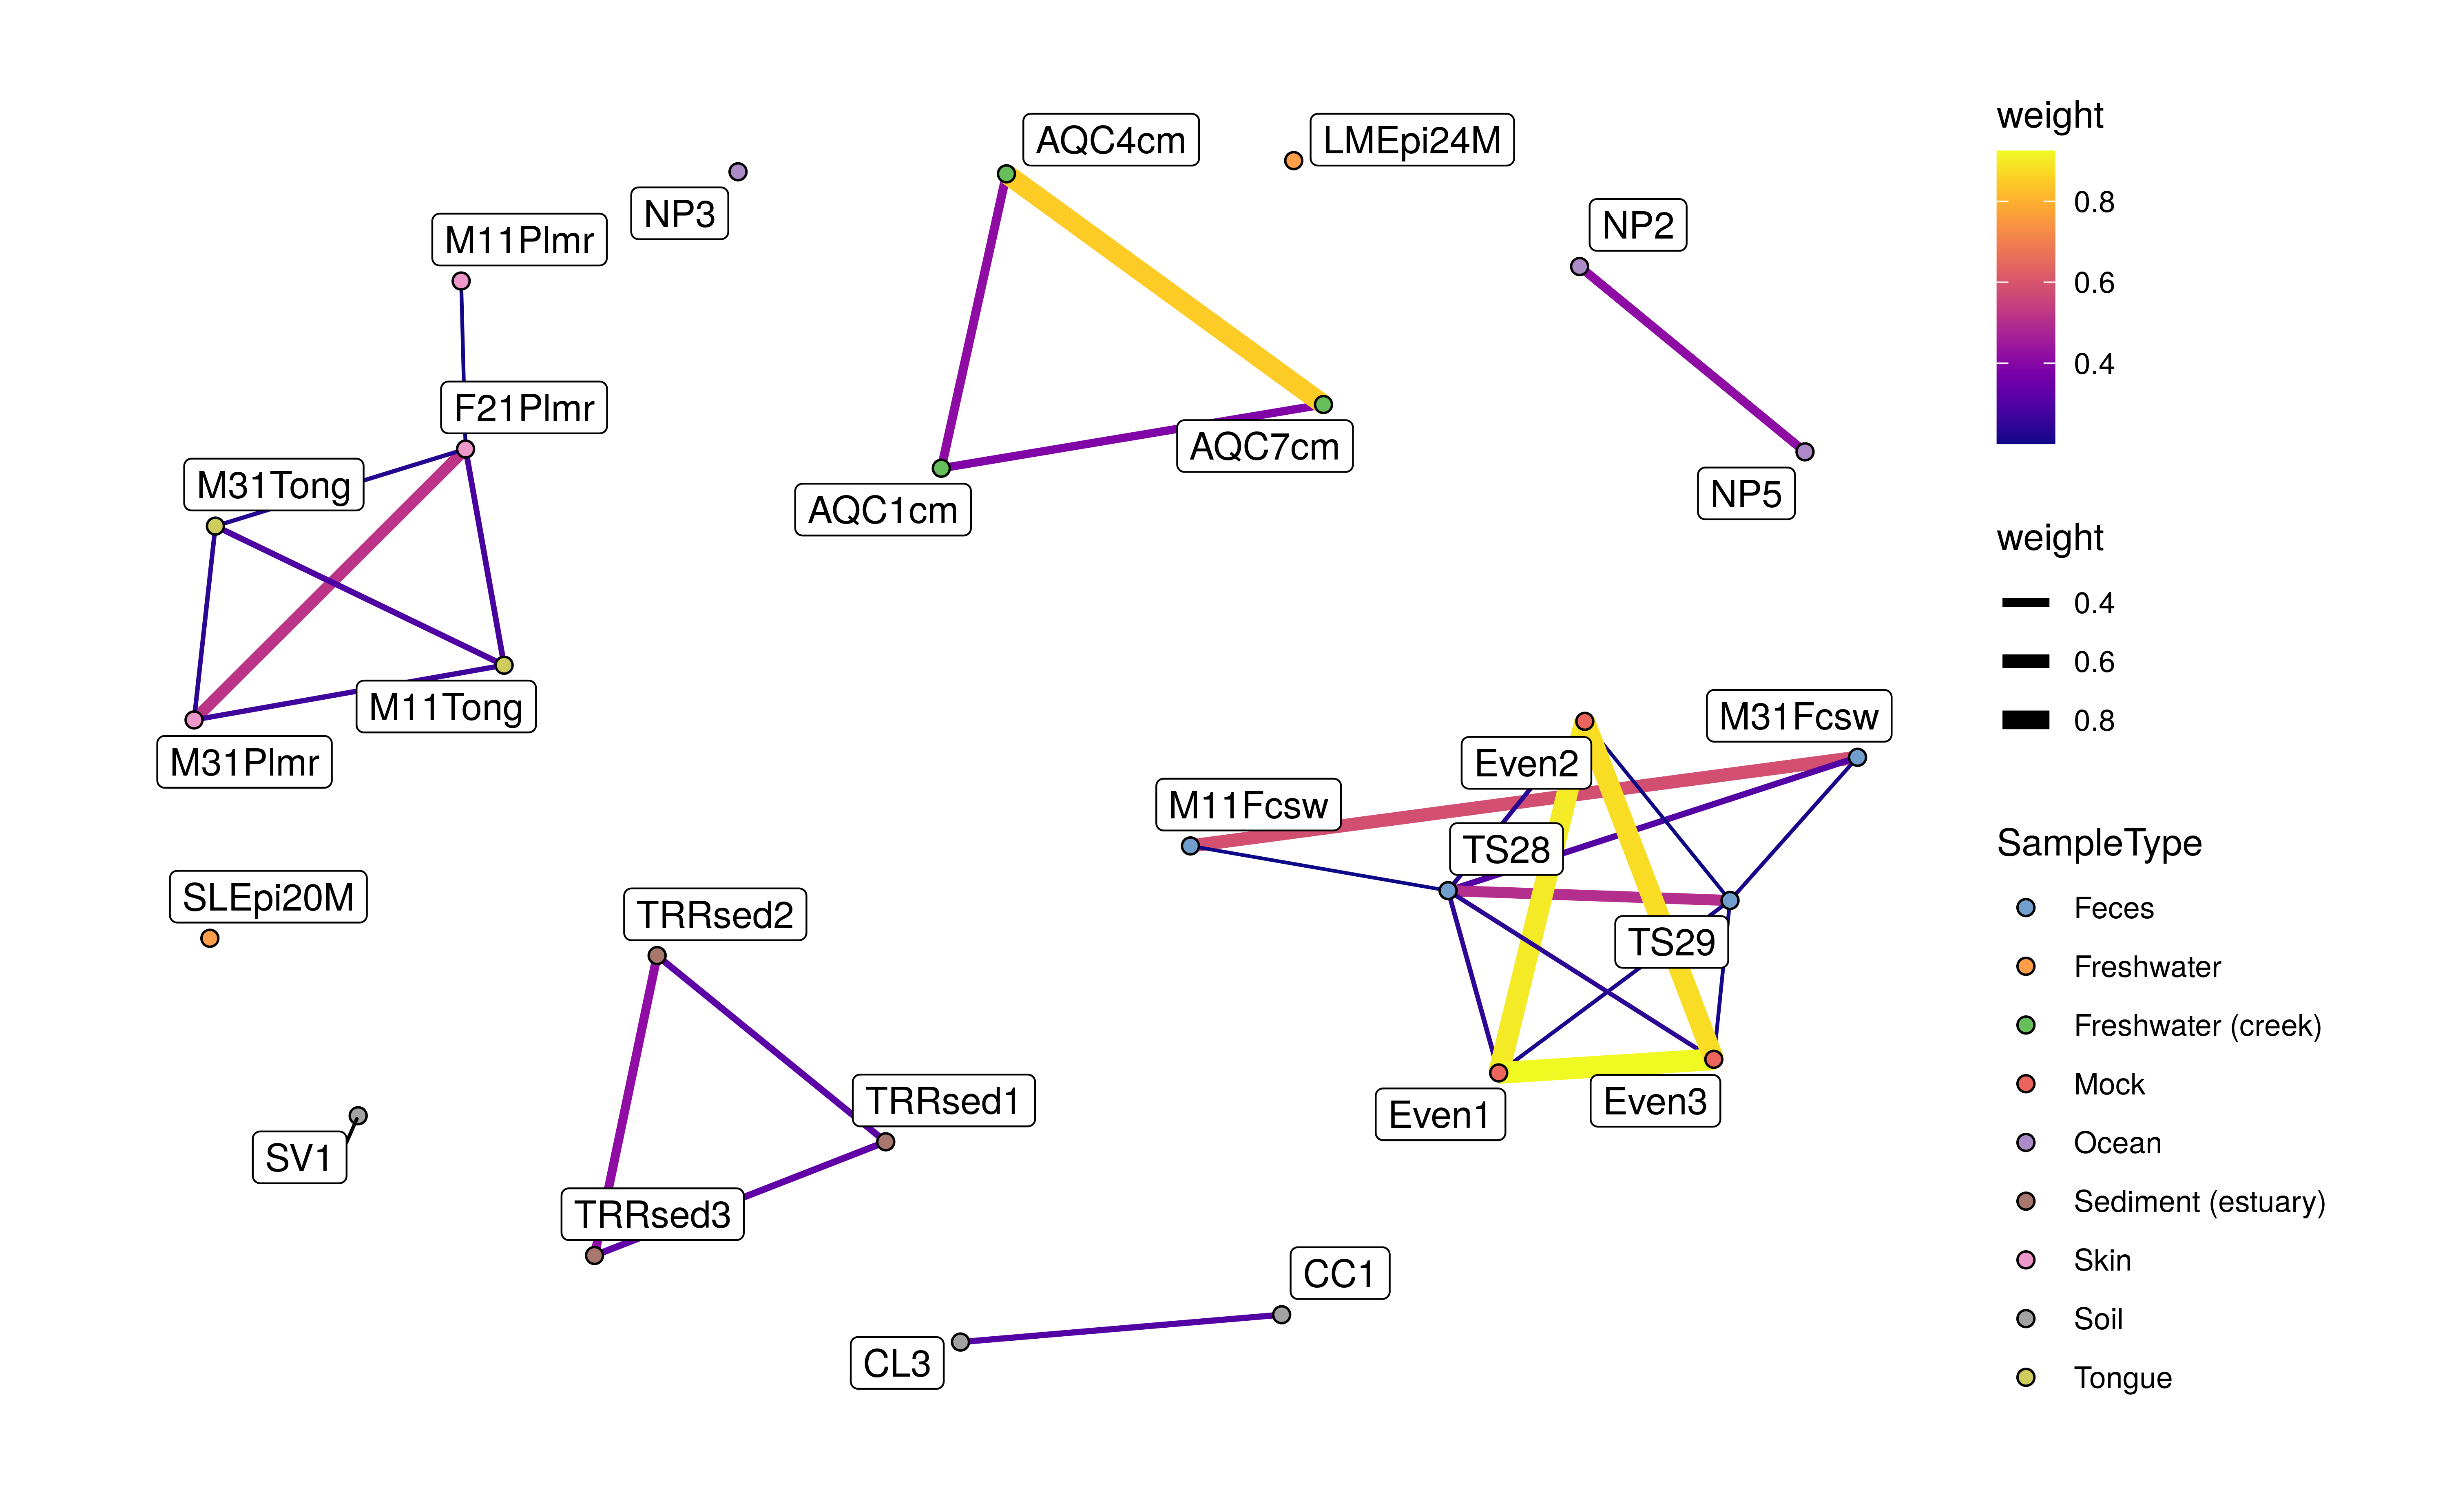 AQC4cm
LMEpi24M
NP3
NP2
M11Plmr
F21Plmr
AQC7cm
M31Tong
NP5
AQC1cm
M11Tong
M31Plmr
M31Fcsw
Even2
M11Fcsw
TS28
SLEpi20M
TRRsed2
TS29
TRRsed1
Even3
Even1
SV1
TRRsed3
CC1
CL3
weight
0.8
0.6
0.4
weight
0.4
0.6
0.8
SampleType
Feces
Freshwater
Freshwater (creek)
Mock
Ocean
Sediment (estuary)
Skin
Soil
Tongue